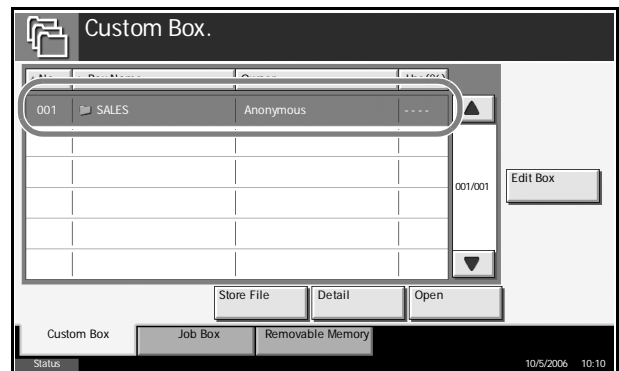 Custom Box.
001 SALES Anonymous - - - -
001/001
Edit Box
Store File Detail Open
Custom Box Job Box Removable Memory
Status 10/5/2006 10:10